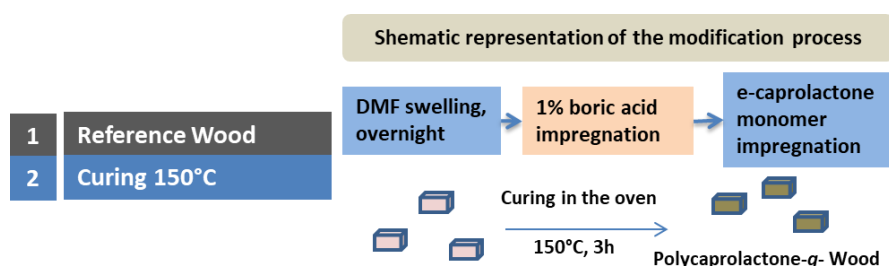 Shematic representation of the modification process
1 Reference Wood
2 Curing 150°C
DMF swelling,
overnight
1% boric acid
impregnation
e-caprolactone
monomer
impregnation
Curing in the oven
150°C, 3h
Polycaprolactone-g- Wood